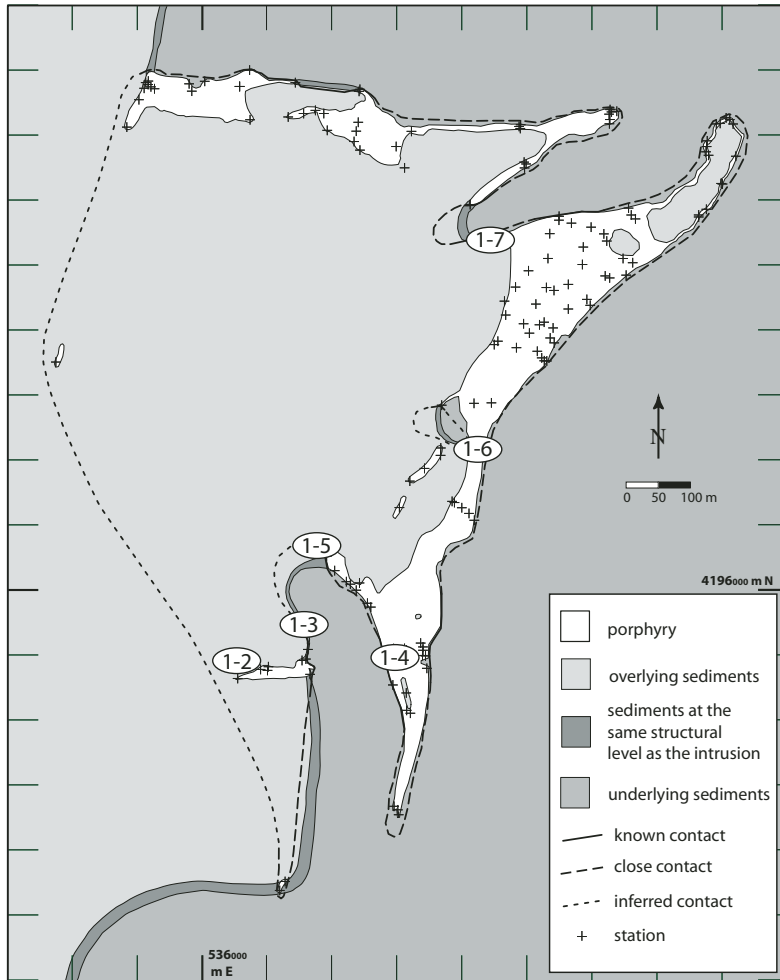 1-7
N
1-6
0 50 100 m
1-5
4196000 m N
1-3
1-2
1-4
porphyry
overlying sediments
sediments at the
same structural
level as the intrusion
underlying sediments
known contact
close contact
inferred contact
station
536000
m E